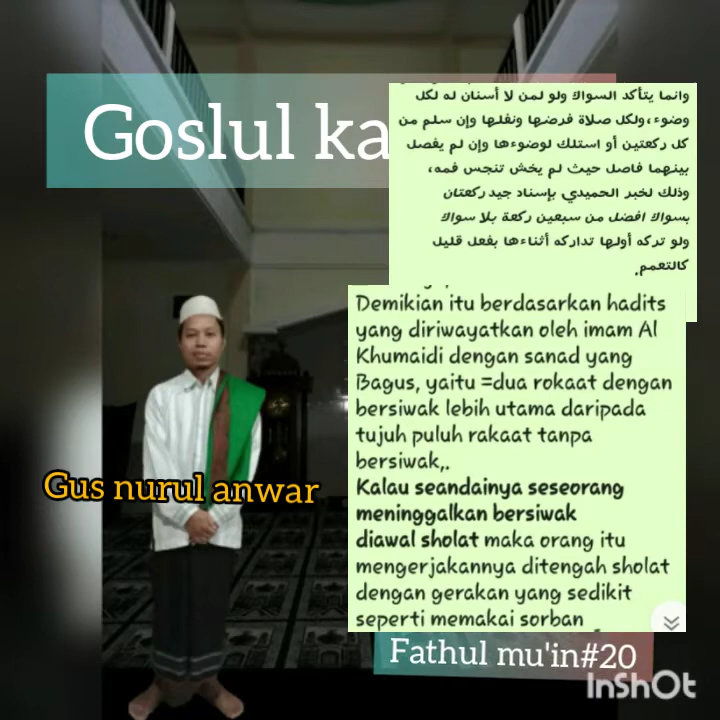 Goslul ka
وانما يتأكد السواك ولو لمن لا أسنان له لكل
وضوء،ولكل صلاة فرضها ونفلها وإن سلم من
كل ركعتين أو استاك لوضوءها وإن لم يفصل
بينهما فاصل حيث لم يخش تنجس فمه،
وذلك لخبر الحميدي بإسناد جيد ركعتان
بسواك افضل من سبعين ركعة بلا سواك
ولو تركه أولها تداركه أثناءها بفعل قليل
كالتعمم.
Demikian itu berdasarkan hadits
yang diriwayatkan oleh imam Al
Khumaidi dengan sanad yang
Bagus, yaitu =dua rokaat dengan
bersiwak lebih utama daripada
tujuh puluh rakaat tanpa
bersiwak,.
Kalau seandainya seseorang
meninggalkan bersiwak
diawal sholat maka orang itu
mengerjakannya ditengah sholat
dengan gerakan yang sedikit
seperti memakai sorban
Gus nurul anwar
Fathul mu'in#20
InShOt